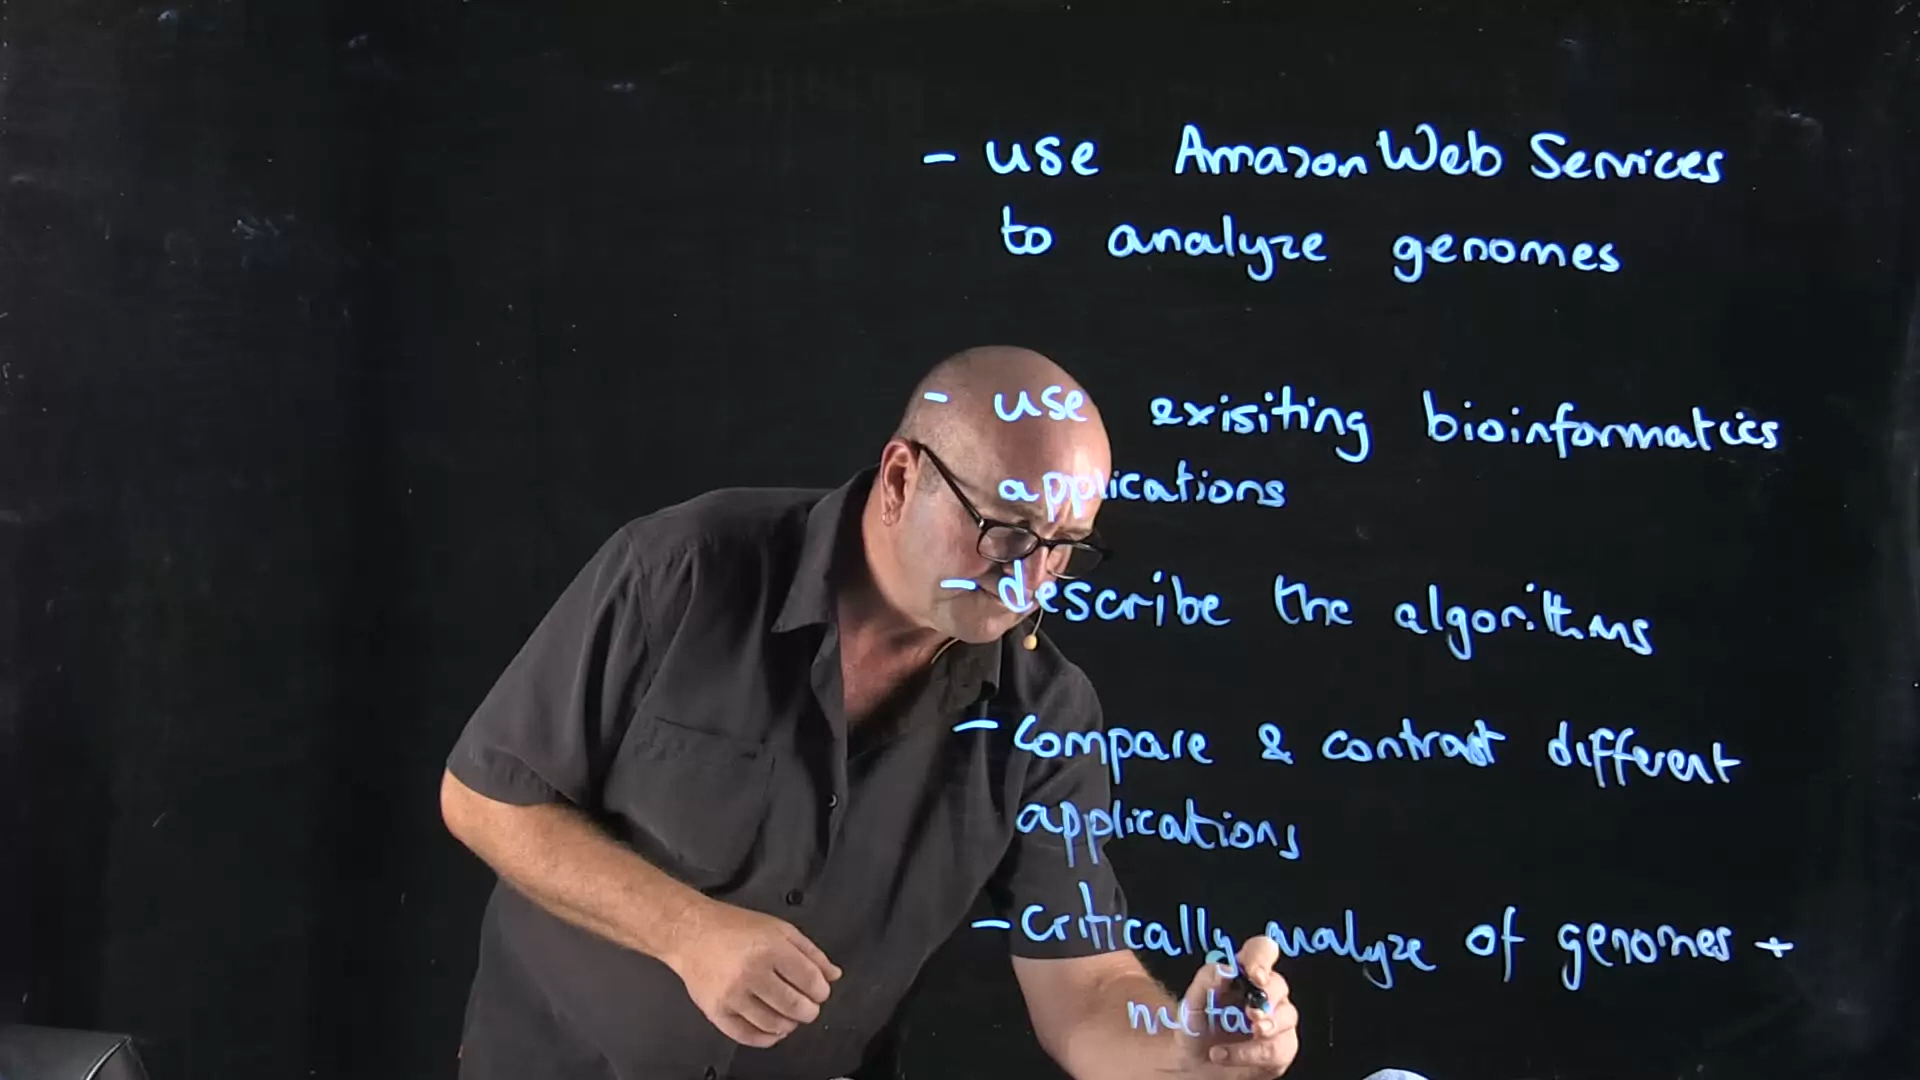 - use Amazon Web Services
to analyze genomes
- use exisiting bioinformatics
applications
- describe the algorithms
- compare & contrast different
applications
- critically analyze of genomes +
meta